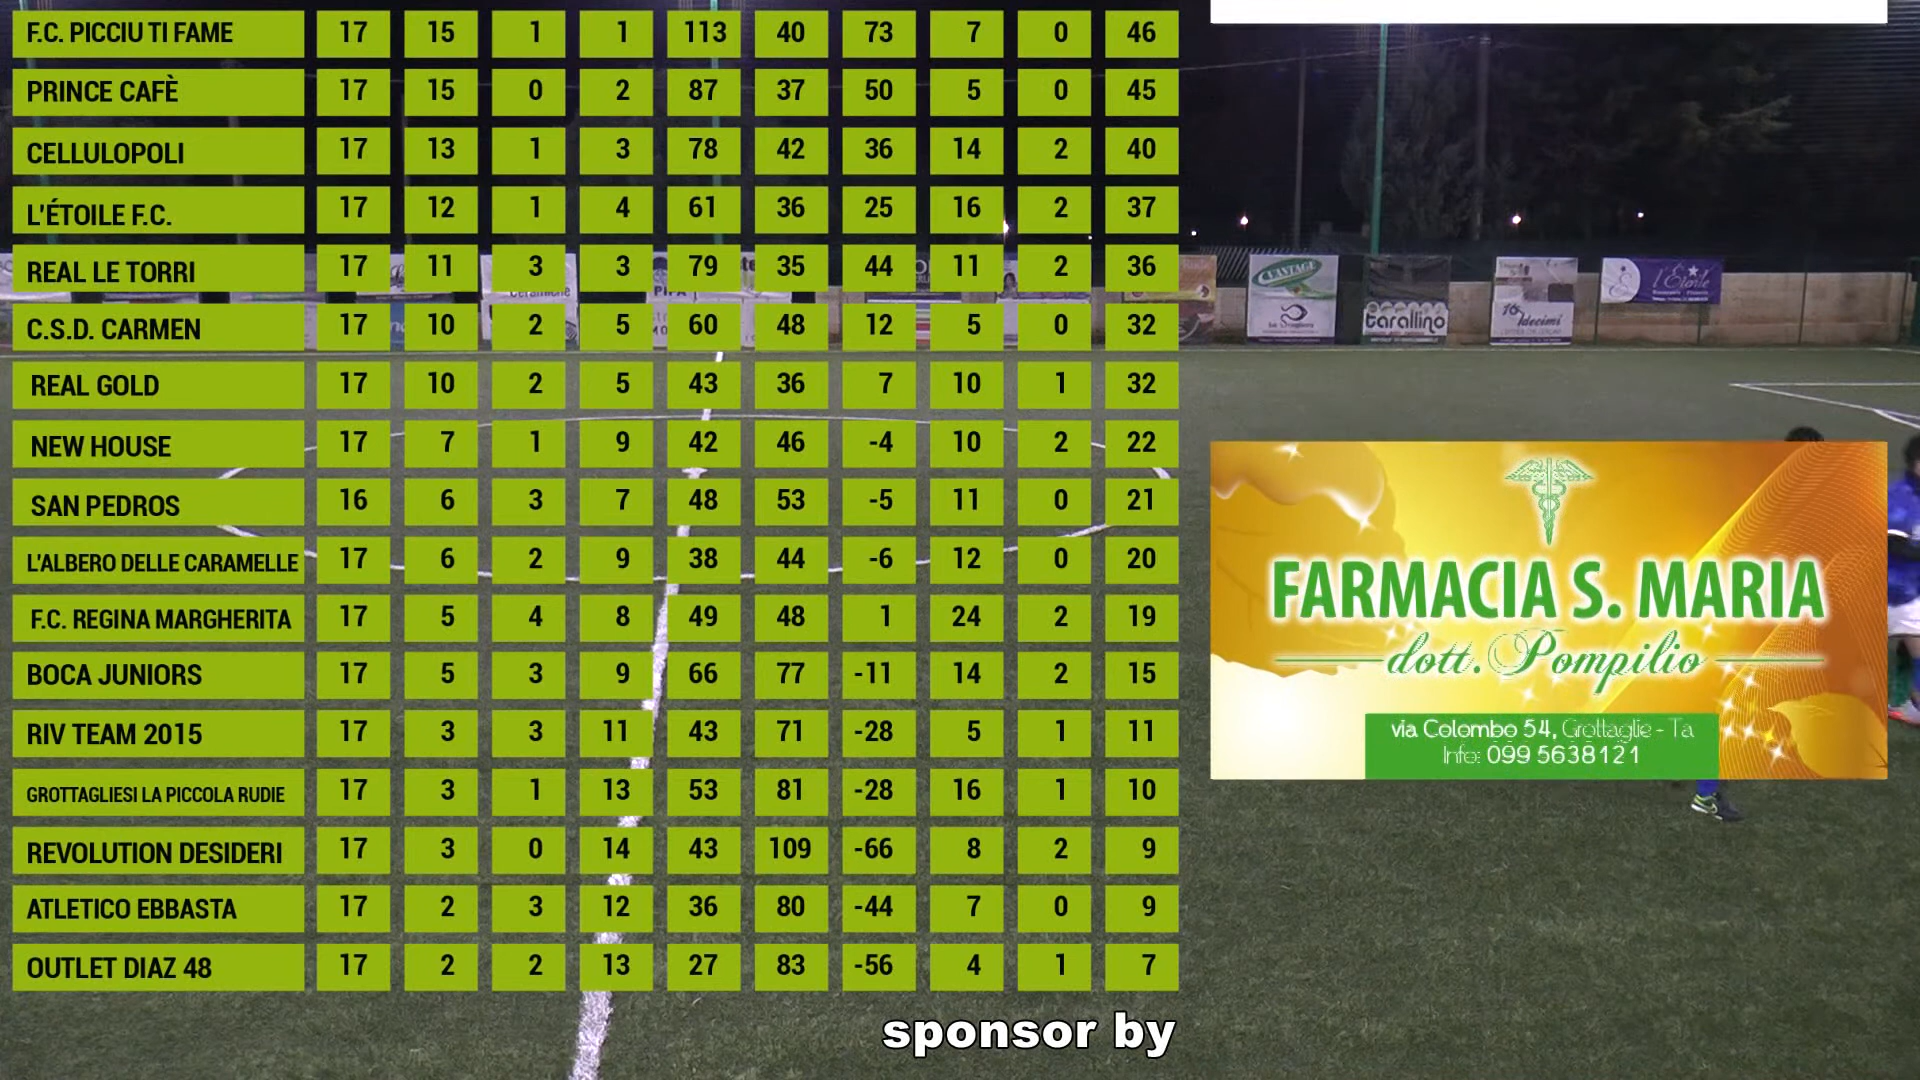 F.C. PICCIU TI FAME 17 15 1 1 113 40 73 7 0 46
PRINCE CAFÈ 17 15 0 2 87 37 50 5 0 45
CELLULOPOLI 17 13 1 3 78 42 36 14 2 40
L'ÉTOILE F.C. 17 12 1 4 61 36 25 16 2 37
REAL LE TORRI 17 11 3 3 79 35 44 11 2 36
C.S.D. CARMEN 17 10 2 5 60 48 12 5 0 32
REAL GOLD 17 10 2 5 43 36 7 10 1 32
NEW HOUSE 17 7 1 9 42 46 -4 10 2 22
SAN PEDROS 16 6 3 7 48 53 -5 11 0 21
L'ALBERO DELLE CARAMELLE 17 6 2 9 38 44 -6 12 0 20
F.C. REGINA MARGHERITA 17 5 4 8 49 48 1 24 2 19
BOCA JUNIORS 17 5 3 9 66 77 -11 14 2 15
RIV TEAM 2015 17 3 3 11 43 71 -28 5 1 11
GROTTAGLIESI LA PICCOLA RUDIE 17 3 1 13 53 81 -28 16 1 10
REVOLUTION DESIDERI 17 3 0 14 43 109 -66 8 2 9
ATLETICO EBBASTA 17 2 3 12 36 80 -44 7 0 9
OUTLET DIAZ 48 17 2 2 13 27 83 -56 4 1 7
sponsor by
VANTAGE
tarallino
16 Decimi
l'Étoile
FARMACIA S. MARIA
dott. Pompilio
via Colombo 54, Grottaglie - Ta
Info: 099 5638121